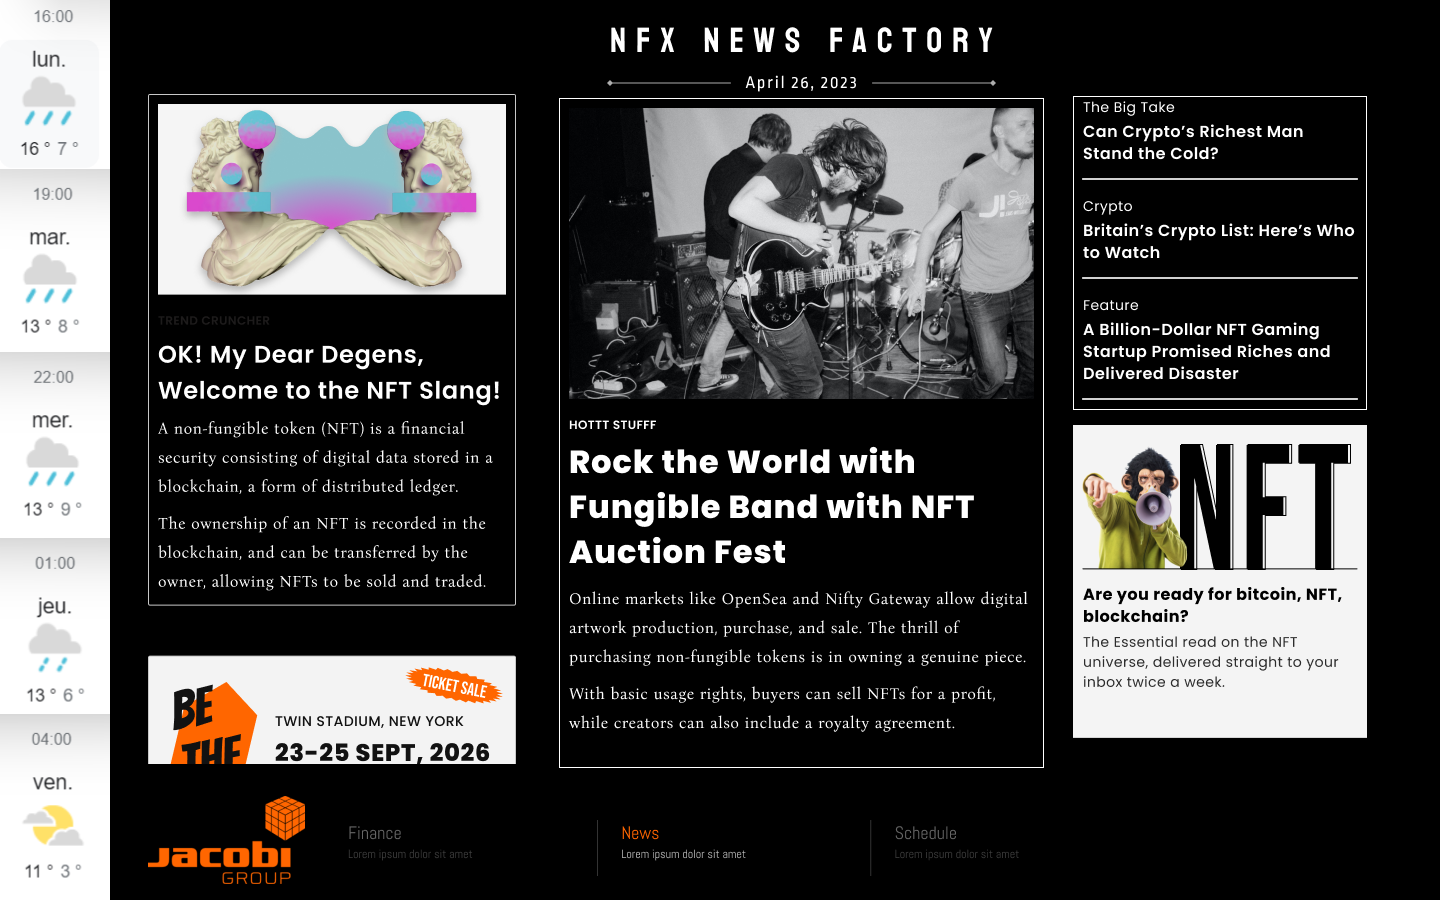 16:00
lun.
16 ° 7 °
19:00
mar.
13 ° 8 °
22:00
mer.
13 ° 9 °
01:00
jeu.
13 ° 6 °
04:00
ven.
11 ° 3 °
NFX NEWS FACTORY
April 26, 2023
TREND CRUNCHER
OK! My Dear Degens,
Welcome to the NFT Slang!
A non-fungible token (NFT) is a financial
security consisting of digital data stored in a
blockchain, a form of distributed ledger.
The ownership of an NFT is recorded in the
blockchain, and can be transferred by the
owner, allowing NFTs to be sold and traded.
TICKET SALE
BE
THE
TWIN STADIUM, NEW YORK
23-25 SEPT, 2026
HOTTT STUFFF
Rock the World with
Fungible Band with NFT
Auction Fest
Online markets like OpenSea and Nifty Gateway allow digital
artwork production, purchase, and sale. The thrill of
purchasing non-fungible tokens is in owning a genuine piece.
With basic usage rights, buyers can sell NFTs for a profit,
while creators can also include a royalty agreement.
The Big Take
Can Crypto's Richest Man
Stand the Cold?
Crypto
Britain's Crypto List: Here's Who
to Watch
Feature
A Billion-Dollar NFT Gaming
Startup Promised Riches and
Delivered Disaster
NFT
Are you ready for bitcoin, NFT,
blockchain?
The Essential read on the NFT
universe, delivered straight to your
inbox twice a week.
Jacobi
GROUP
Finance
Lorem ipsum dolor sit amet
News
Lorem ipsum dolor sit amet
Schedule
Lorem ipsum dolor sit amet